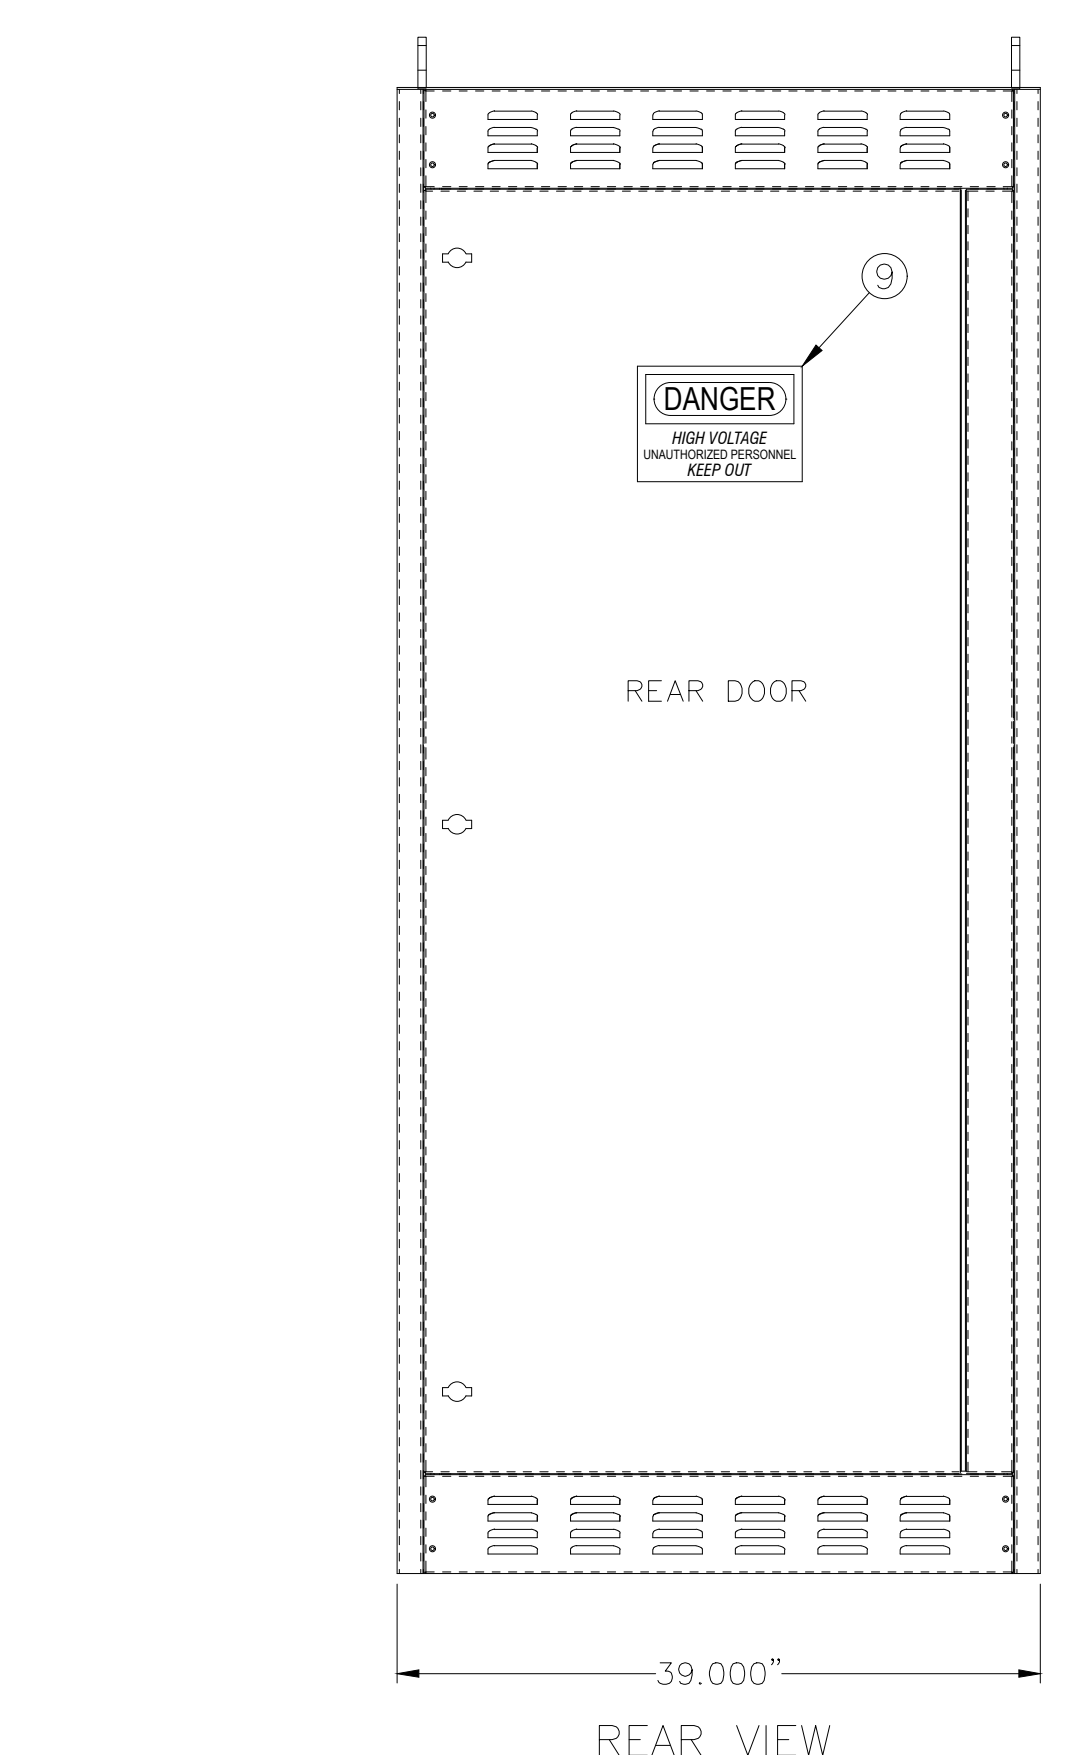 9
DANGER
HIGH VOLTAGE
UNAUTHORIZED PERSONNEL
KEEP OUT
REAR DOOR
39.000”
REAR VIEW